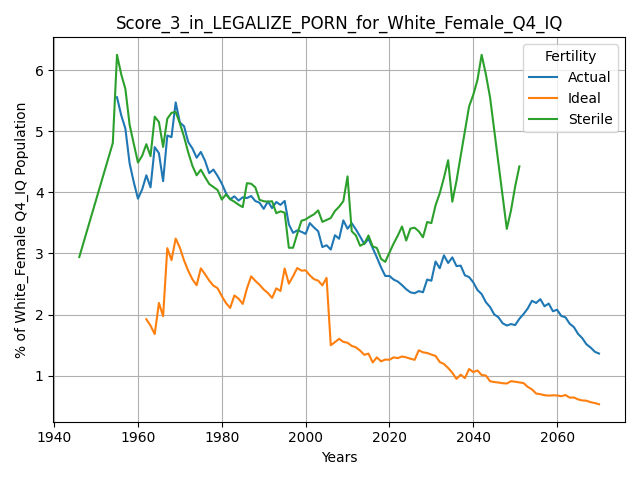 Score_3_in_LEGALIZE_PORN_for_White_Female_Q4_IQ
Fertility
Actual
Ideal
Sterile
% of White_Female Q4_IQ Population
6
5
4
3
2
1
1940
1960
1980
2000
2020
2040
2060
Years